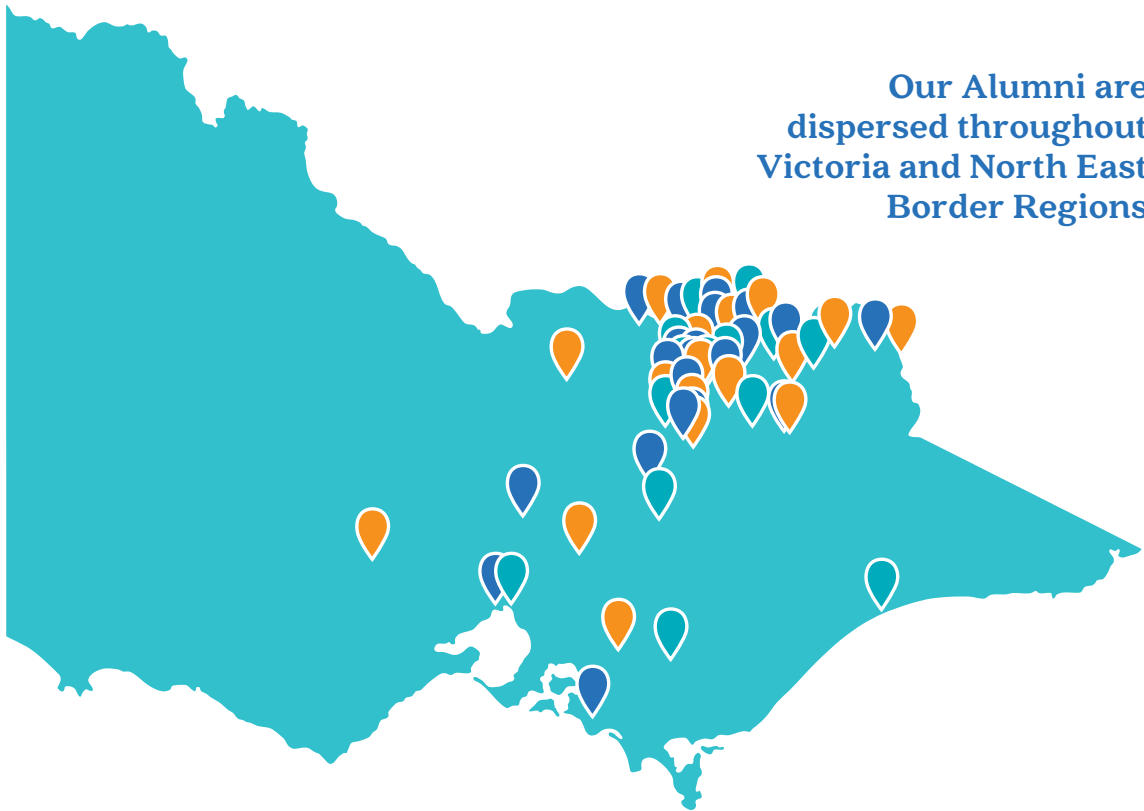 Our Alumni are
dispersed throughout
Victoria and North East
Border Regions